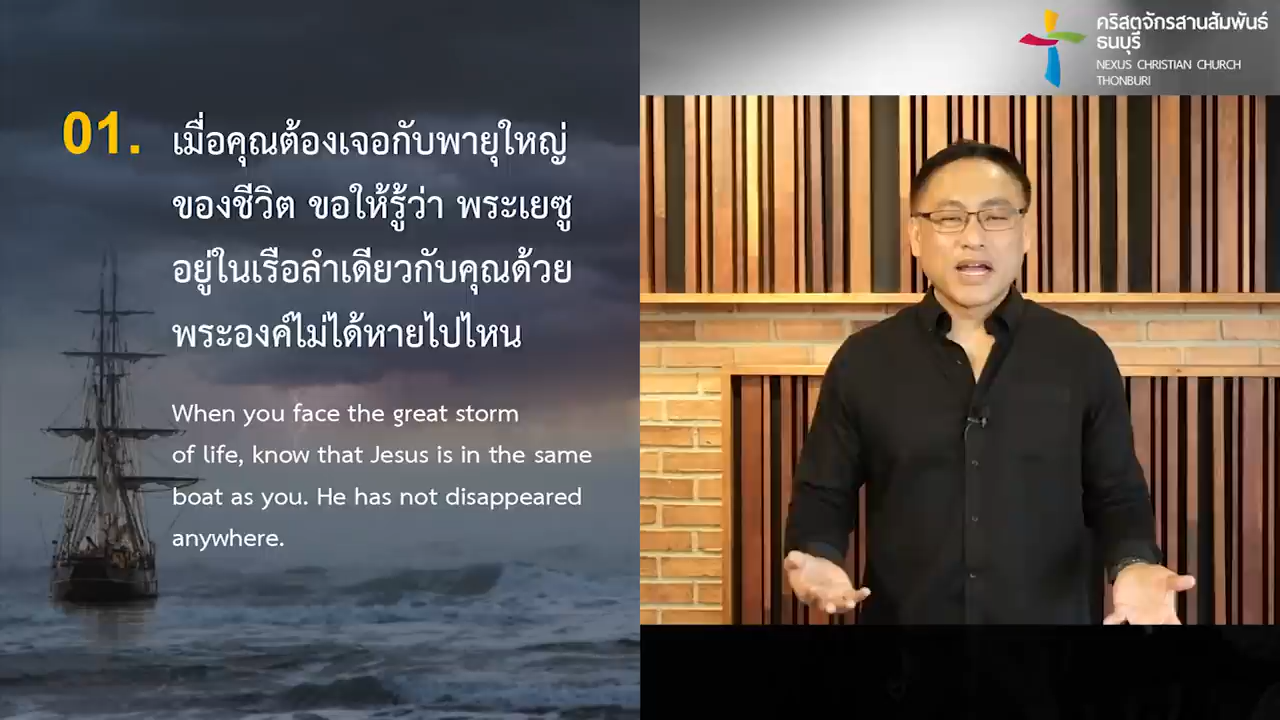 01. เมื่อคุณต้องเจอกับพายุใหญ่
ของชีวิต ขอให้รู้ว่า พระเยซู
อยู่ในเรือลำเดียวกับคุณด้วย
พระองค์ไม่ได้หายไปไหน
When you face the great storm
of life, know that Jesus is in the same
boat as you. He has not disappeared
anywhere.
คริสตจักรสานสัมพันธ์
ธนบุรี
NEXUS CHRISTIAN CHURCH
THONBURI